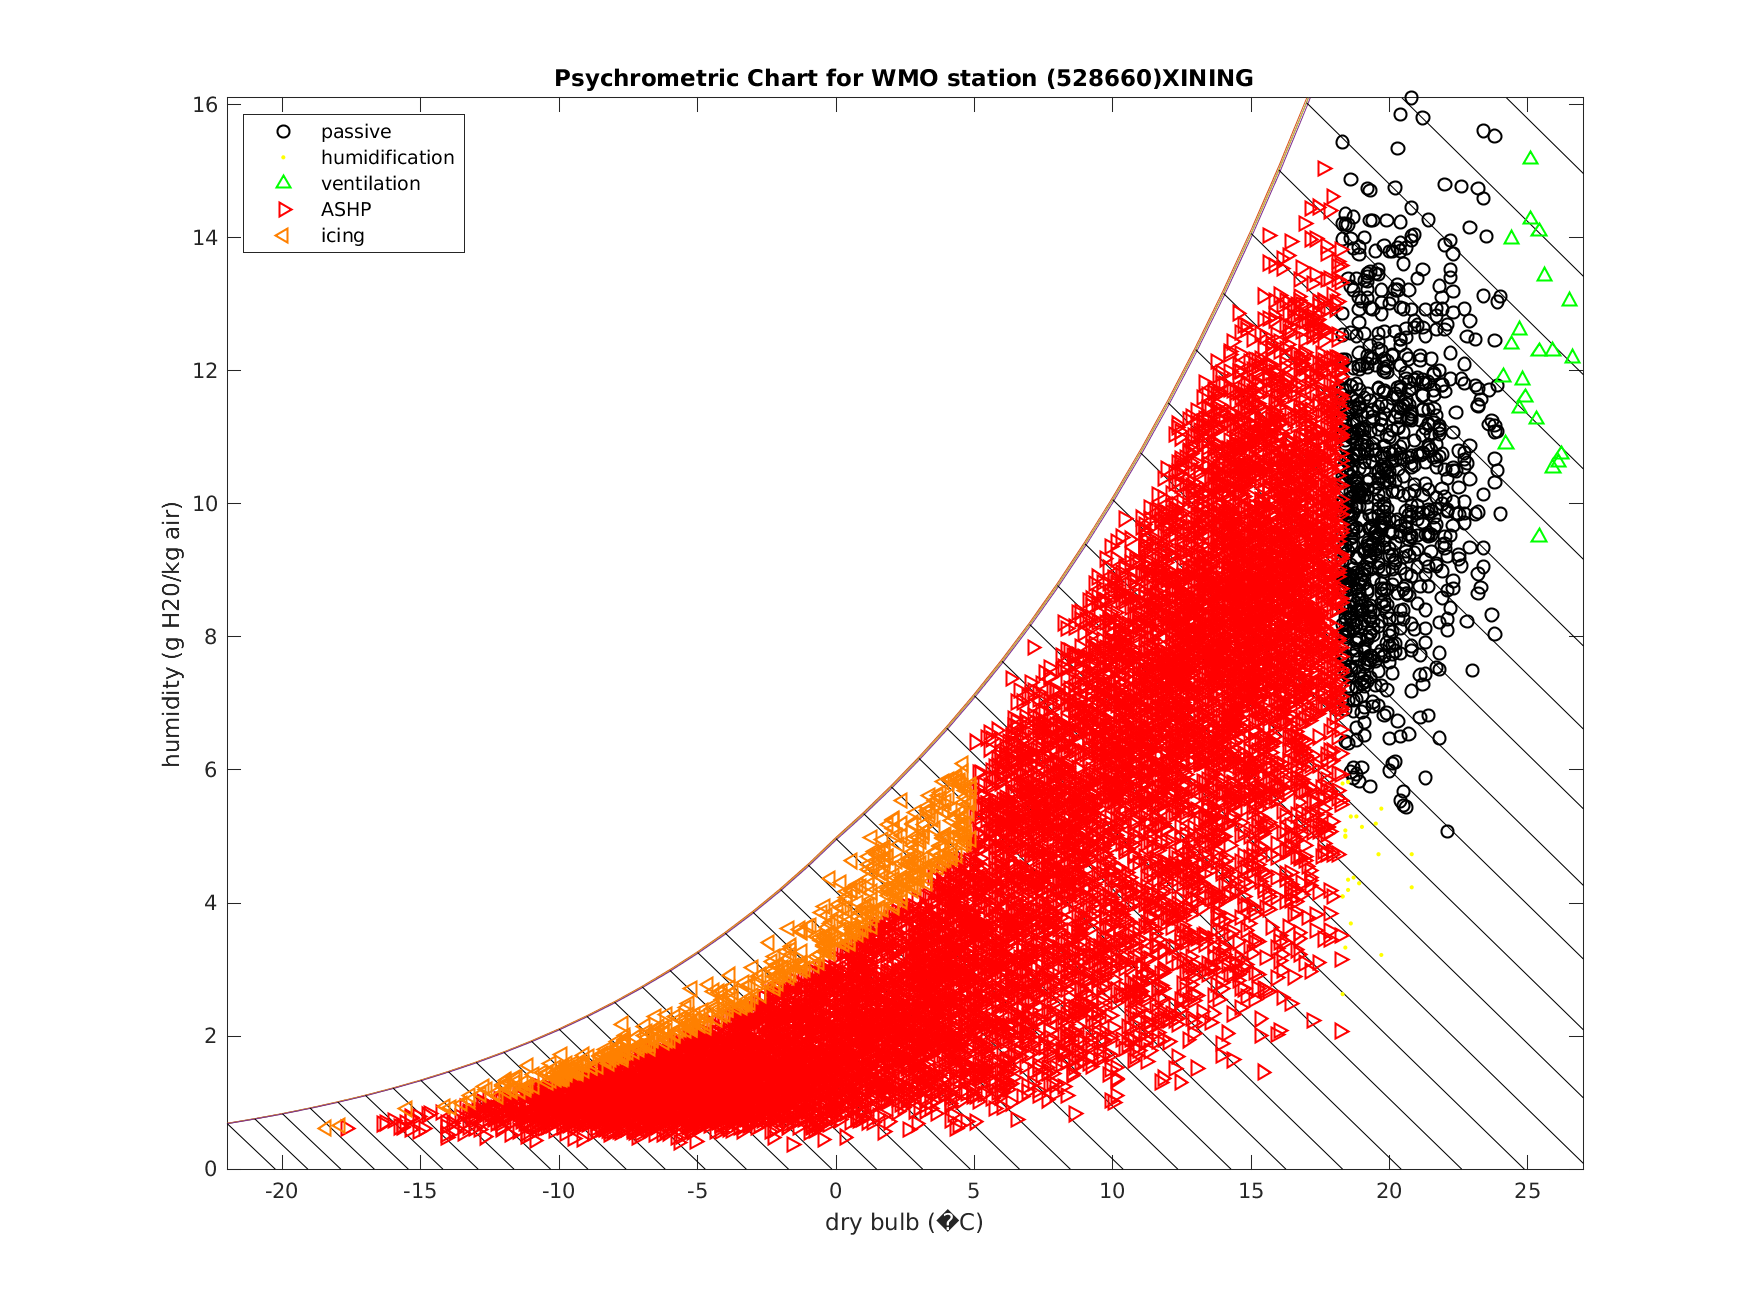 Psychrometric Chart for WMO station (528660)XINING
passive
humidification
ventilation
ASHP
icing
humidity (g H20/kg air)
16
14
12
10
8
6
4
2
0
-20 -15 -10 -5 0 5 10 15 20 25
dry bulb (�C)